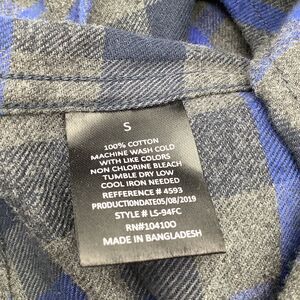 S
100% COTTON
MACHINE WASH COLD
WITH LIKE COLORS
NON CHLORINE BLEACH
TUMBLE DRY LOW
COOL IRON NEEDED
REFFERENCE # 4593
PRODUCTIONDATE05/08/2019
STYLE # LS-94FC
RN#104100
MADE IN BANGLADESH